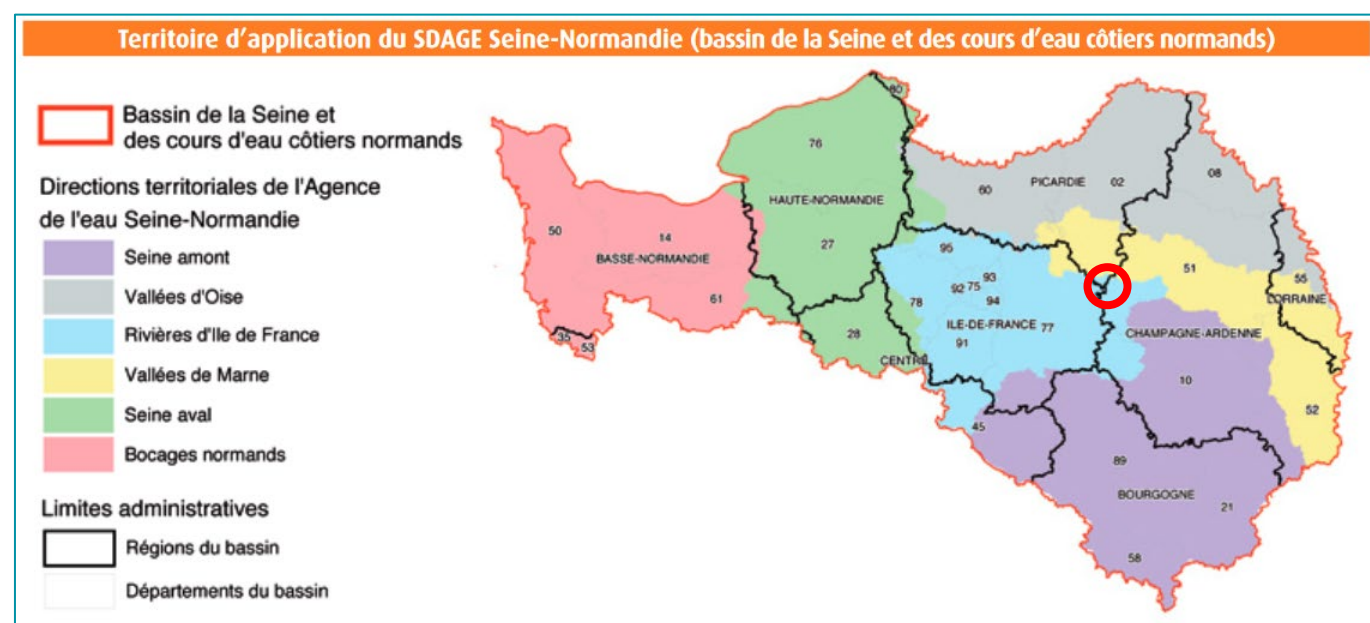 Territoire d'application du SDAGE Seine-Normandie (bassin de la Seine et des cours d'eau côtiers normands)
Bassin de la Seine et
des cours d'eau côtiers normands
Directions territoriales de l'Agence
de l'eau Seine-Normandie
Seine amont
Vallées d'Oise
Rivières d'Ile de France
Vallées de Marne
Seine aval
Bocages normands
Limites administratives
Régions du bassin
Départements du bassin
80
76
08
60
PICARDIE
02
HAUTE-NORMANDIE
50
14
27
95
BASSE-NORMANDIE
51
93
92
75
55
94
61
78
LORRAINE
ILE-DE-FRANCE
77
CHAMPAGNE-ARDENNE
35
53
28
91
CENTRE
10
52
45
89
BOURGOGNE
21
58